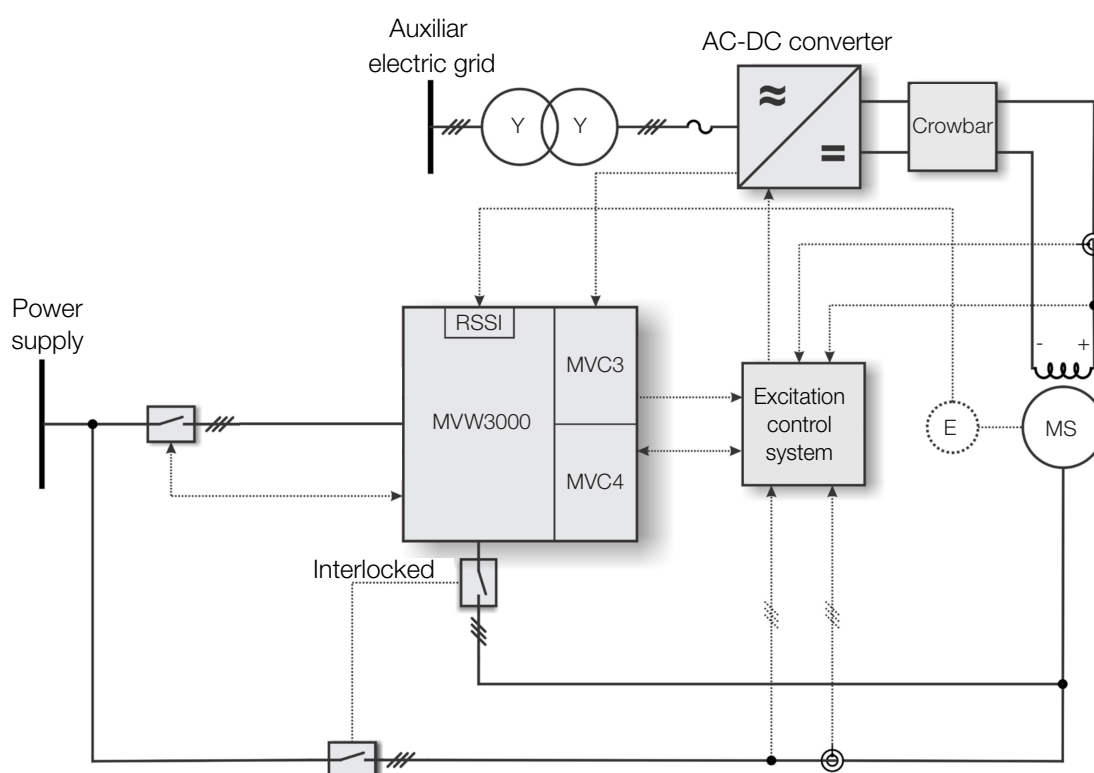 Auxiliar
electric grid
AC-DC converter
Y
Y
≈
=
Crowbar
Power
supply
RSSI
MVW3000
MVC3
MVC4
Excitation
control
system
- +
E
MS
Interlocked